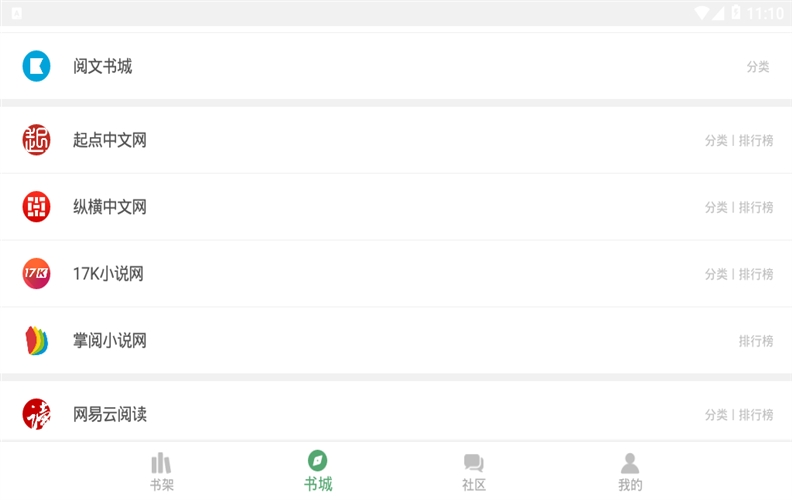 A 11:10
阅文书城 分类
起 起点中文网 分类 | 排行榜
纵横中文网 分类 | 排行榜
17K 17K小说网 分类 | 排行榜
掌阅小说网 排行榜
读 网易云阅读 分类 | 排行榜
书架 书城 社区 我的